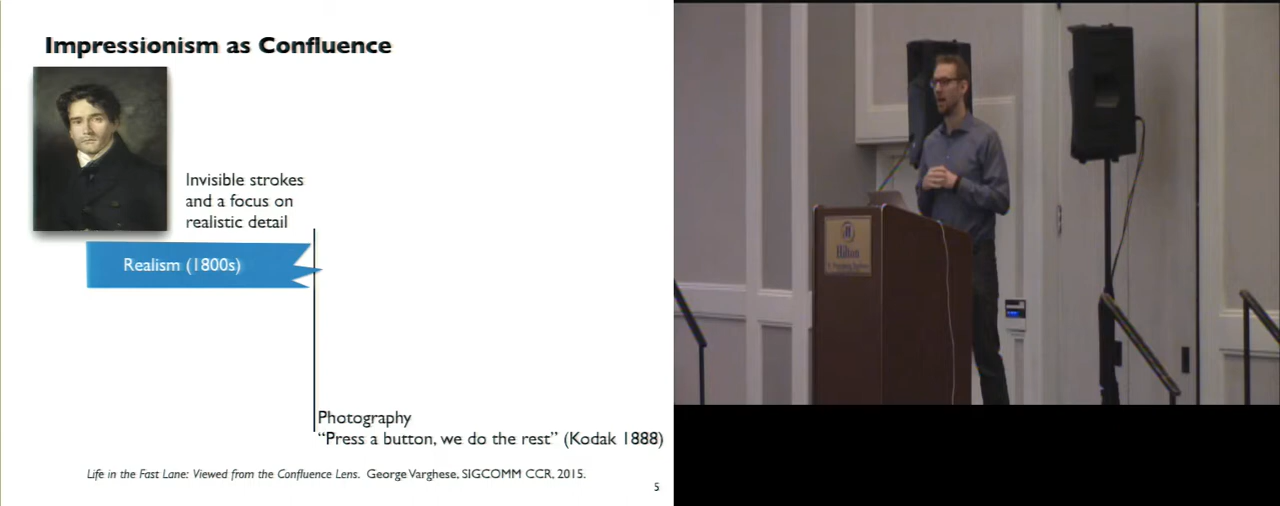 Impressionism as Confluence
Invisible strokes
and a focus on
realistic detail
Realism (1800s)
Photography
“Press a button, we do the rest” (Kodak 1888)
Life in the Fast Lane: Viewed from the Confluence Lens. George Varghese, SIGCOMM CCR, 2015.
5
Hilton